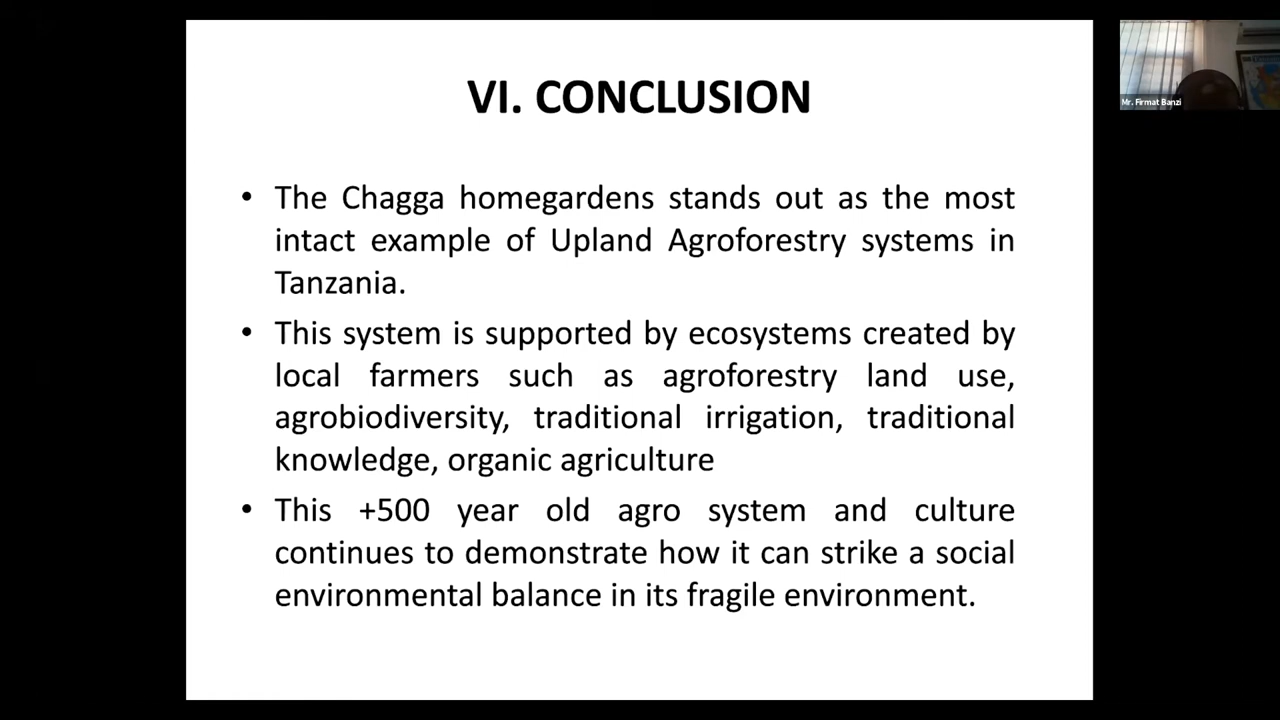 VI. CONCLUSION
Mr. Firmat Banzi
• The Chagga homegardens stands out as the most
intact example of Upland Agroforestry systems in
Tanzania.
• This system is supported by ecosystems created by
local farmers such as agroforestry land use,
agrobiodiversity, traditional irrigation, traditional
knowledge, organic agriculture
• This +500 year old agro system and culture
continues to demonstrate how it can strike a social
environmental balance in its fragile environment.